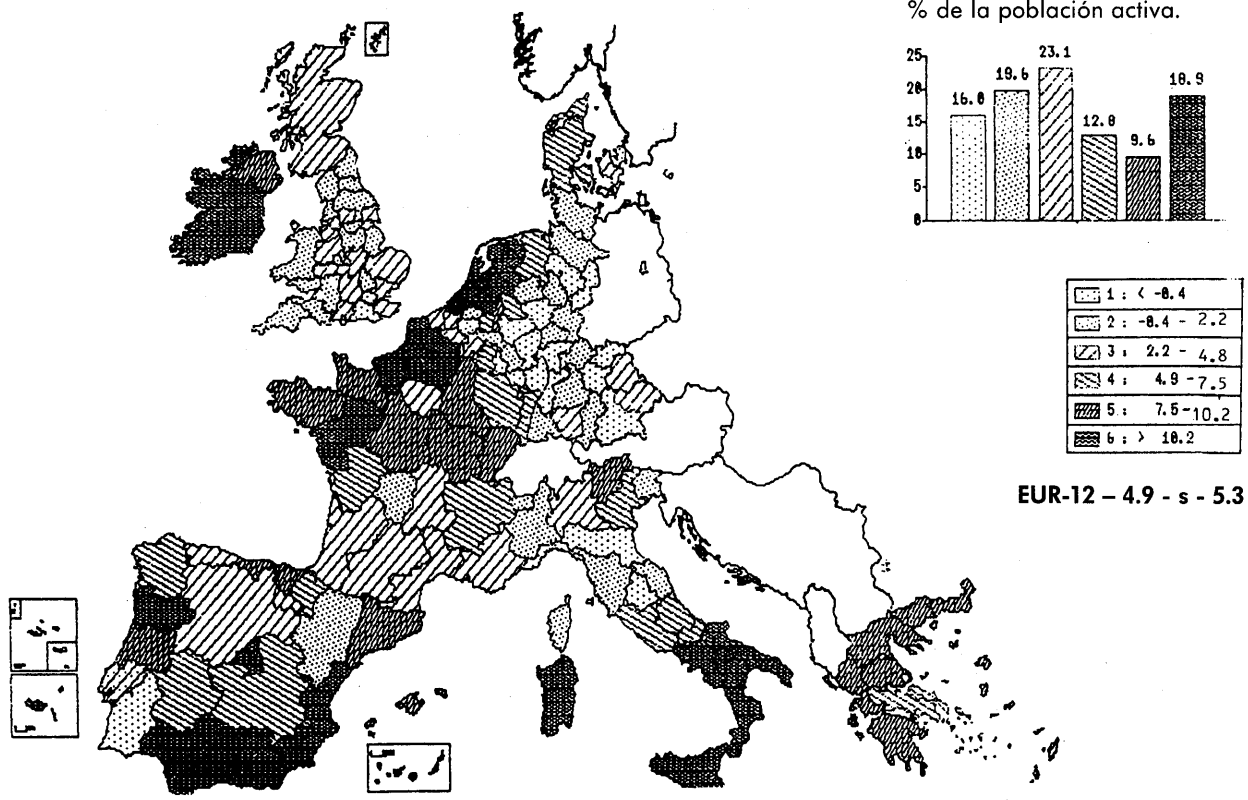 % de la población activa.
25
20
15
10
5
0
16.0
19.6
23.1
12.8
9.6
18.9
1 : < -0.4
2 : -0.4 - 2.2
3 : 2.2 - 4.8
4 : 4.9 - 7.5
5 : 7.5 - 10.2
6 : > 10.2
EUR-12 – 4.9 - s - 5.3